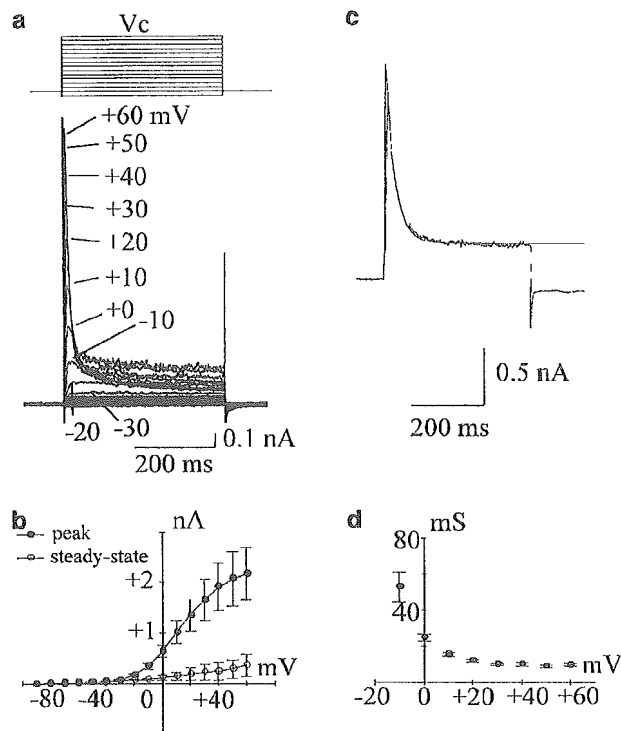 a
Vc
+60 mV
+50
+40
+30
+20
+10
+0
-10
-20
-30
0.1 nA
200 ms
b
peak
steady-state
nA
+2
+1
mV
-80
-40
0
+40
c
0.5 nA
200 ms
d
mS
80
40
mV
-20
0
+20
+40
+60